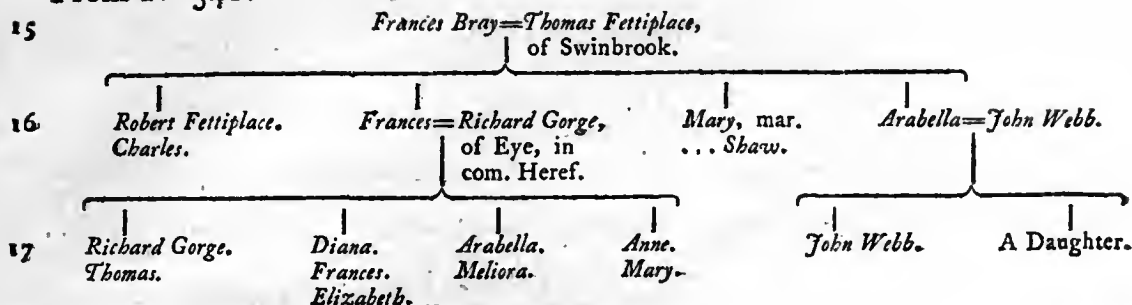 15 Frances Bray=Thomas Fettiplace,
of Swinbrook.
16 Robert Fettiplace. Frances=Richard Gorge, Mary, mar. Arabella=John Webb.
Charles. of Eye, in ... Shaw.
com. Heref.
17 Richard Gorge. Diana. Arabella. Anne. John Webb. A Daughter.
Thomas. Frances. Meliora. Mary.
Elizabeth.